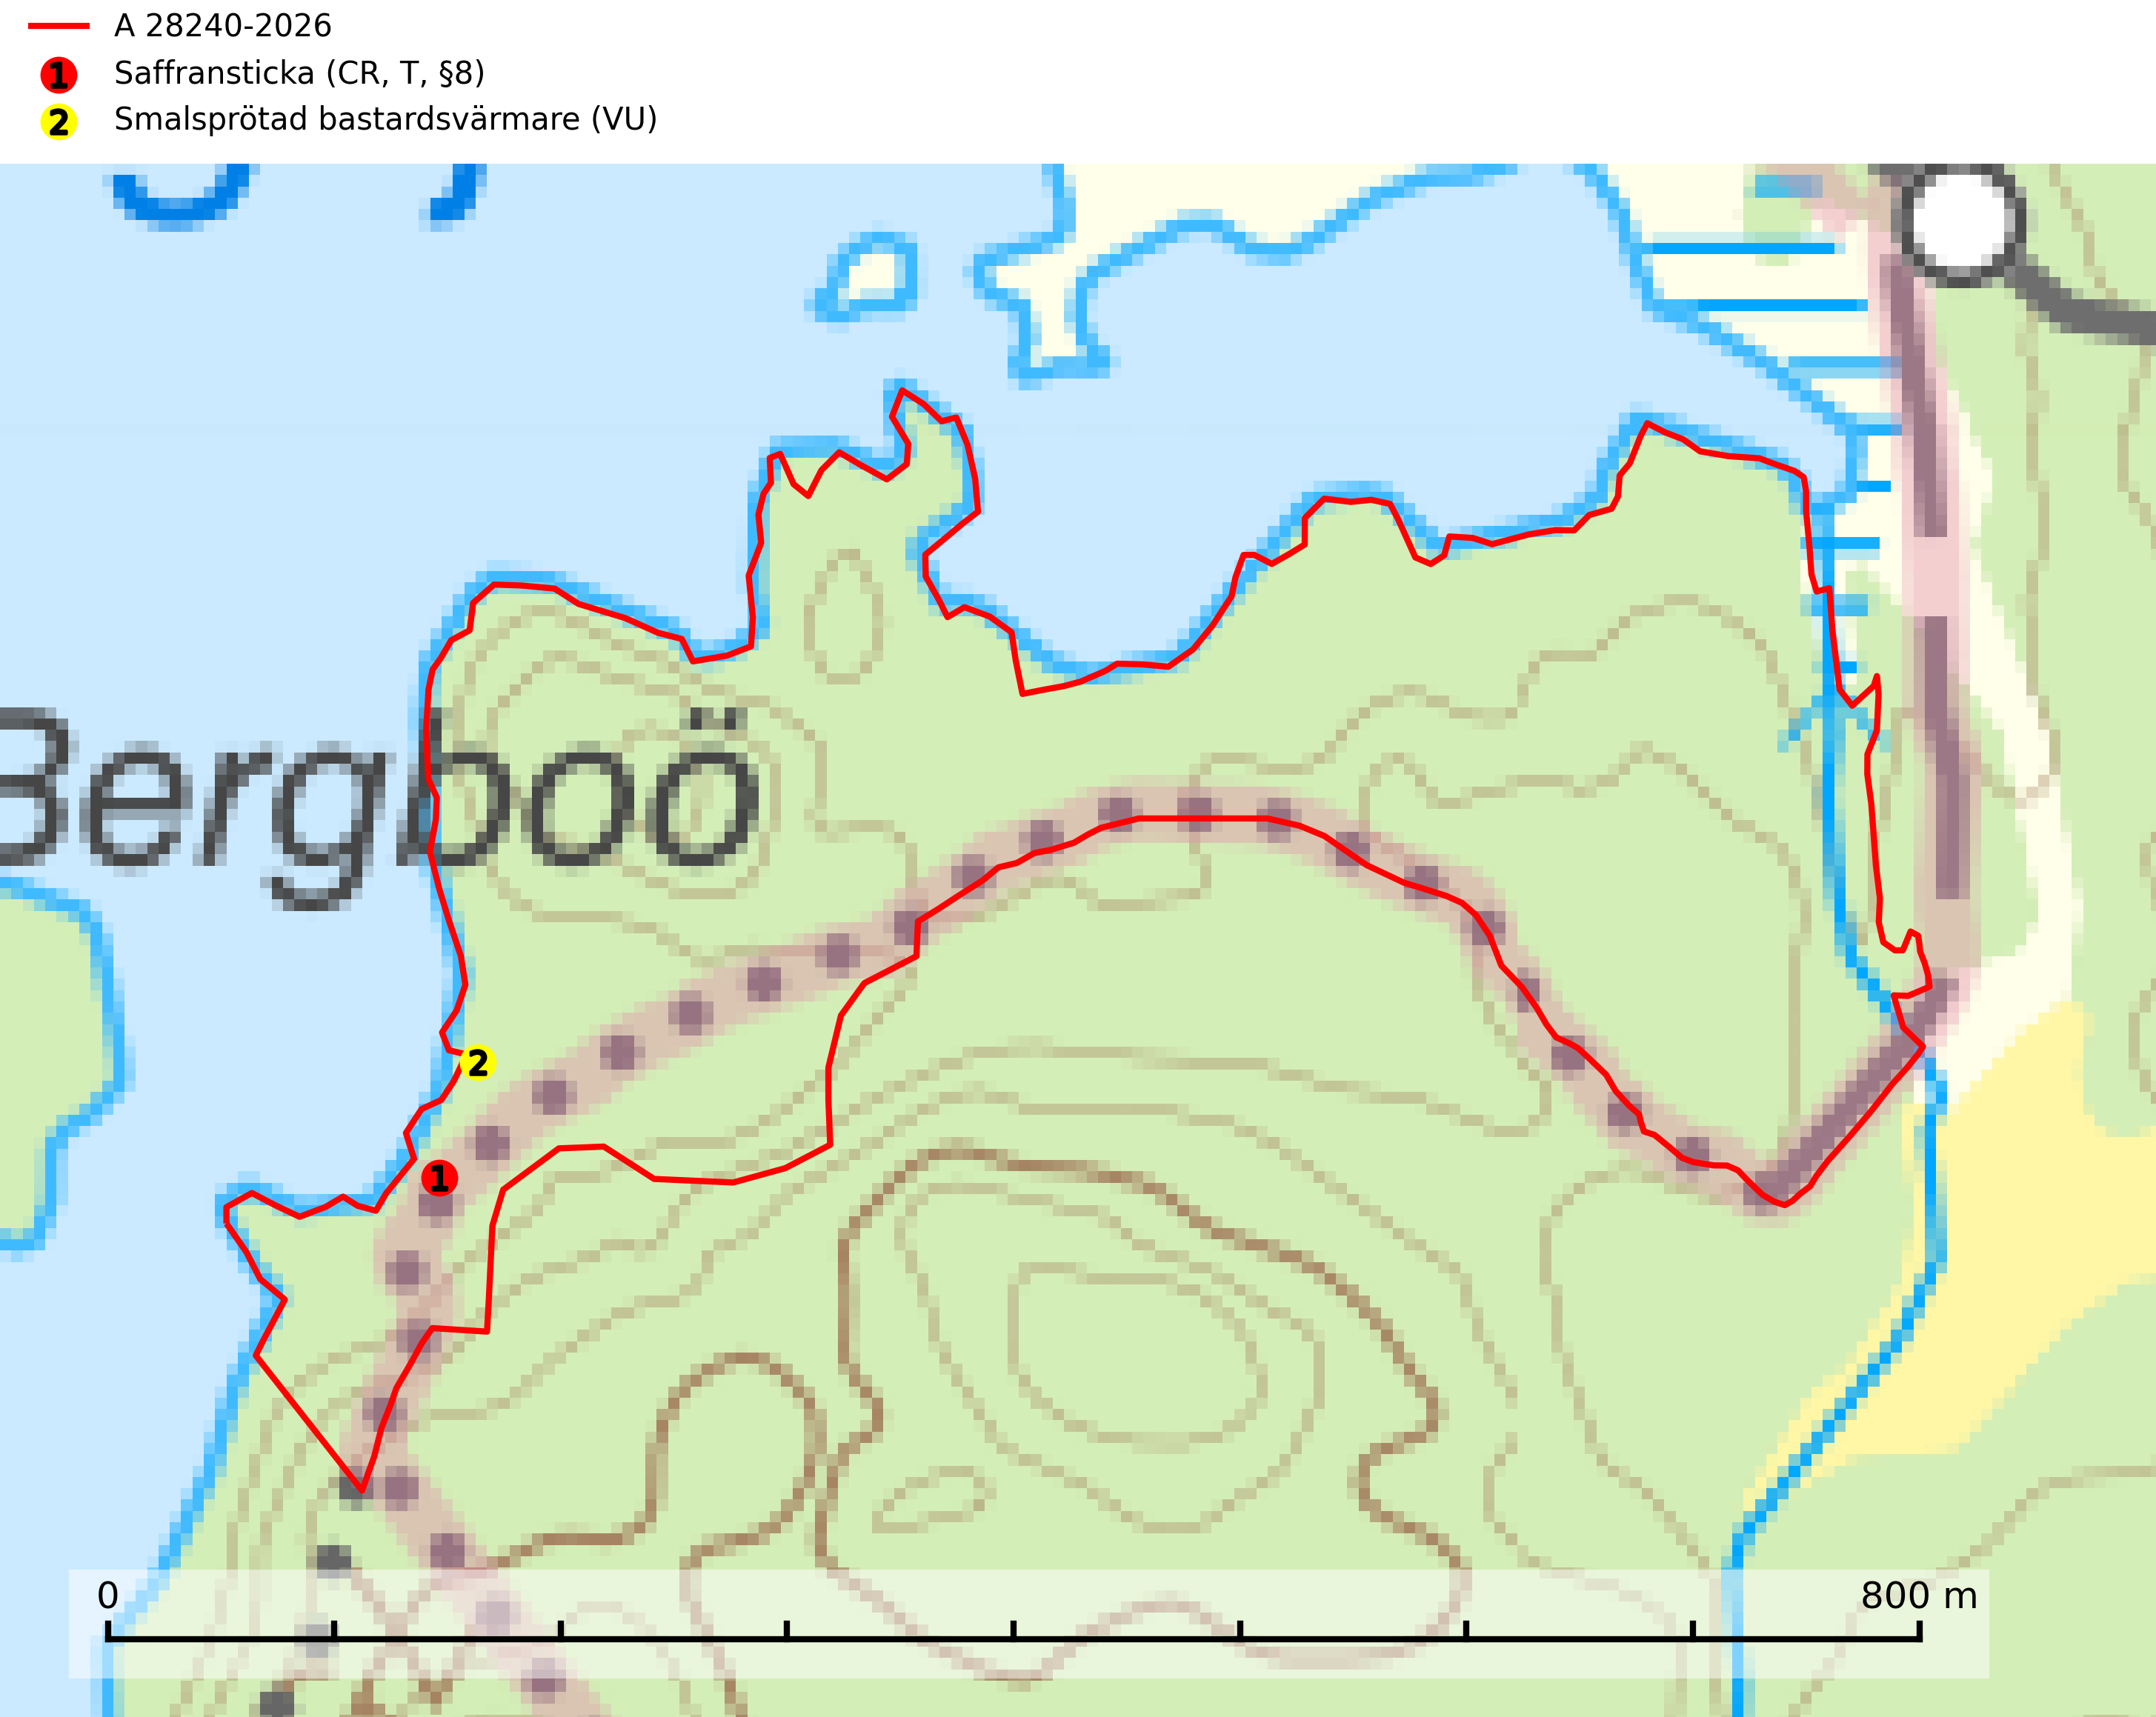 A 28240-2026
1 Saffransticka (CR, T, §8)
2 Smalsprötad bastardsvärmare (VU)
Bergboö
2
1
0 800 m